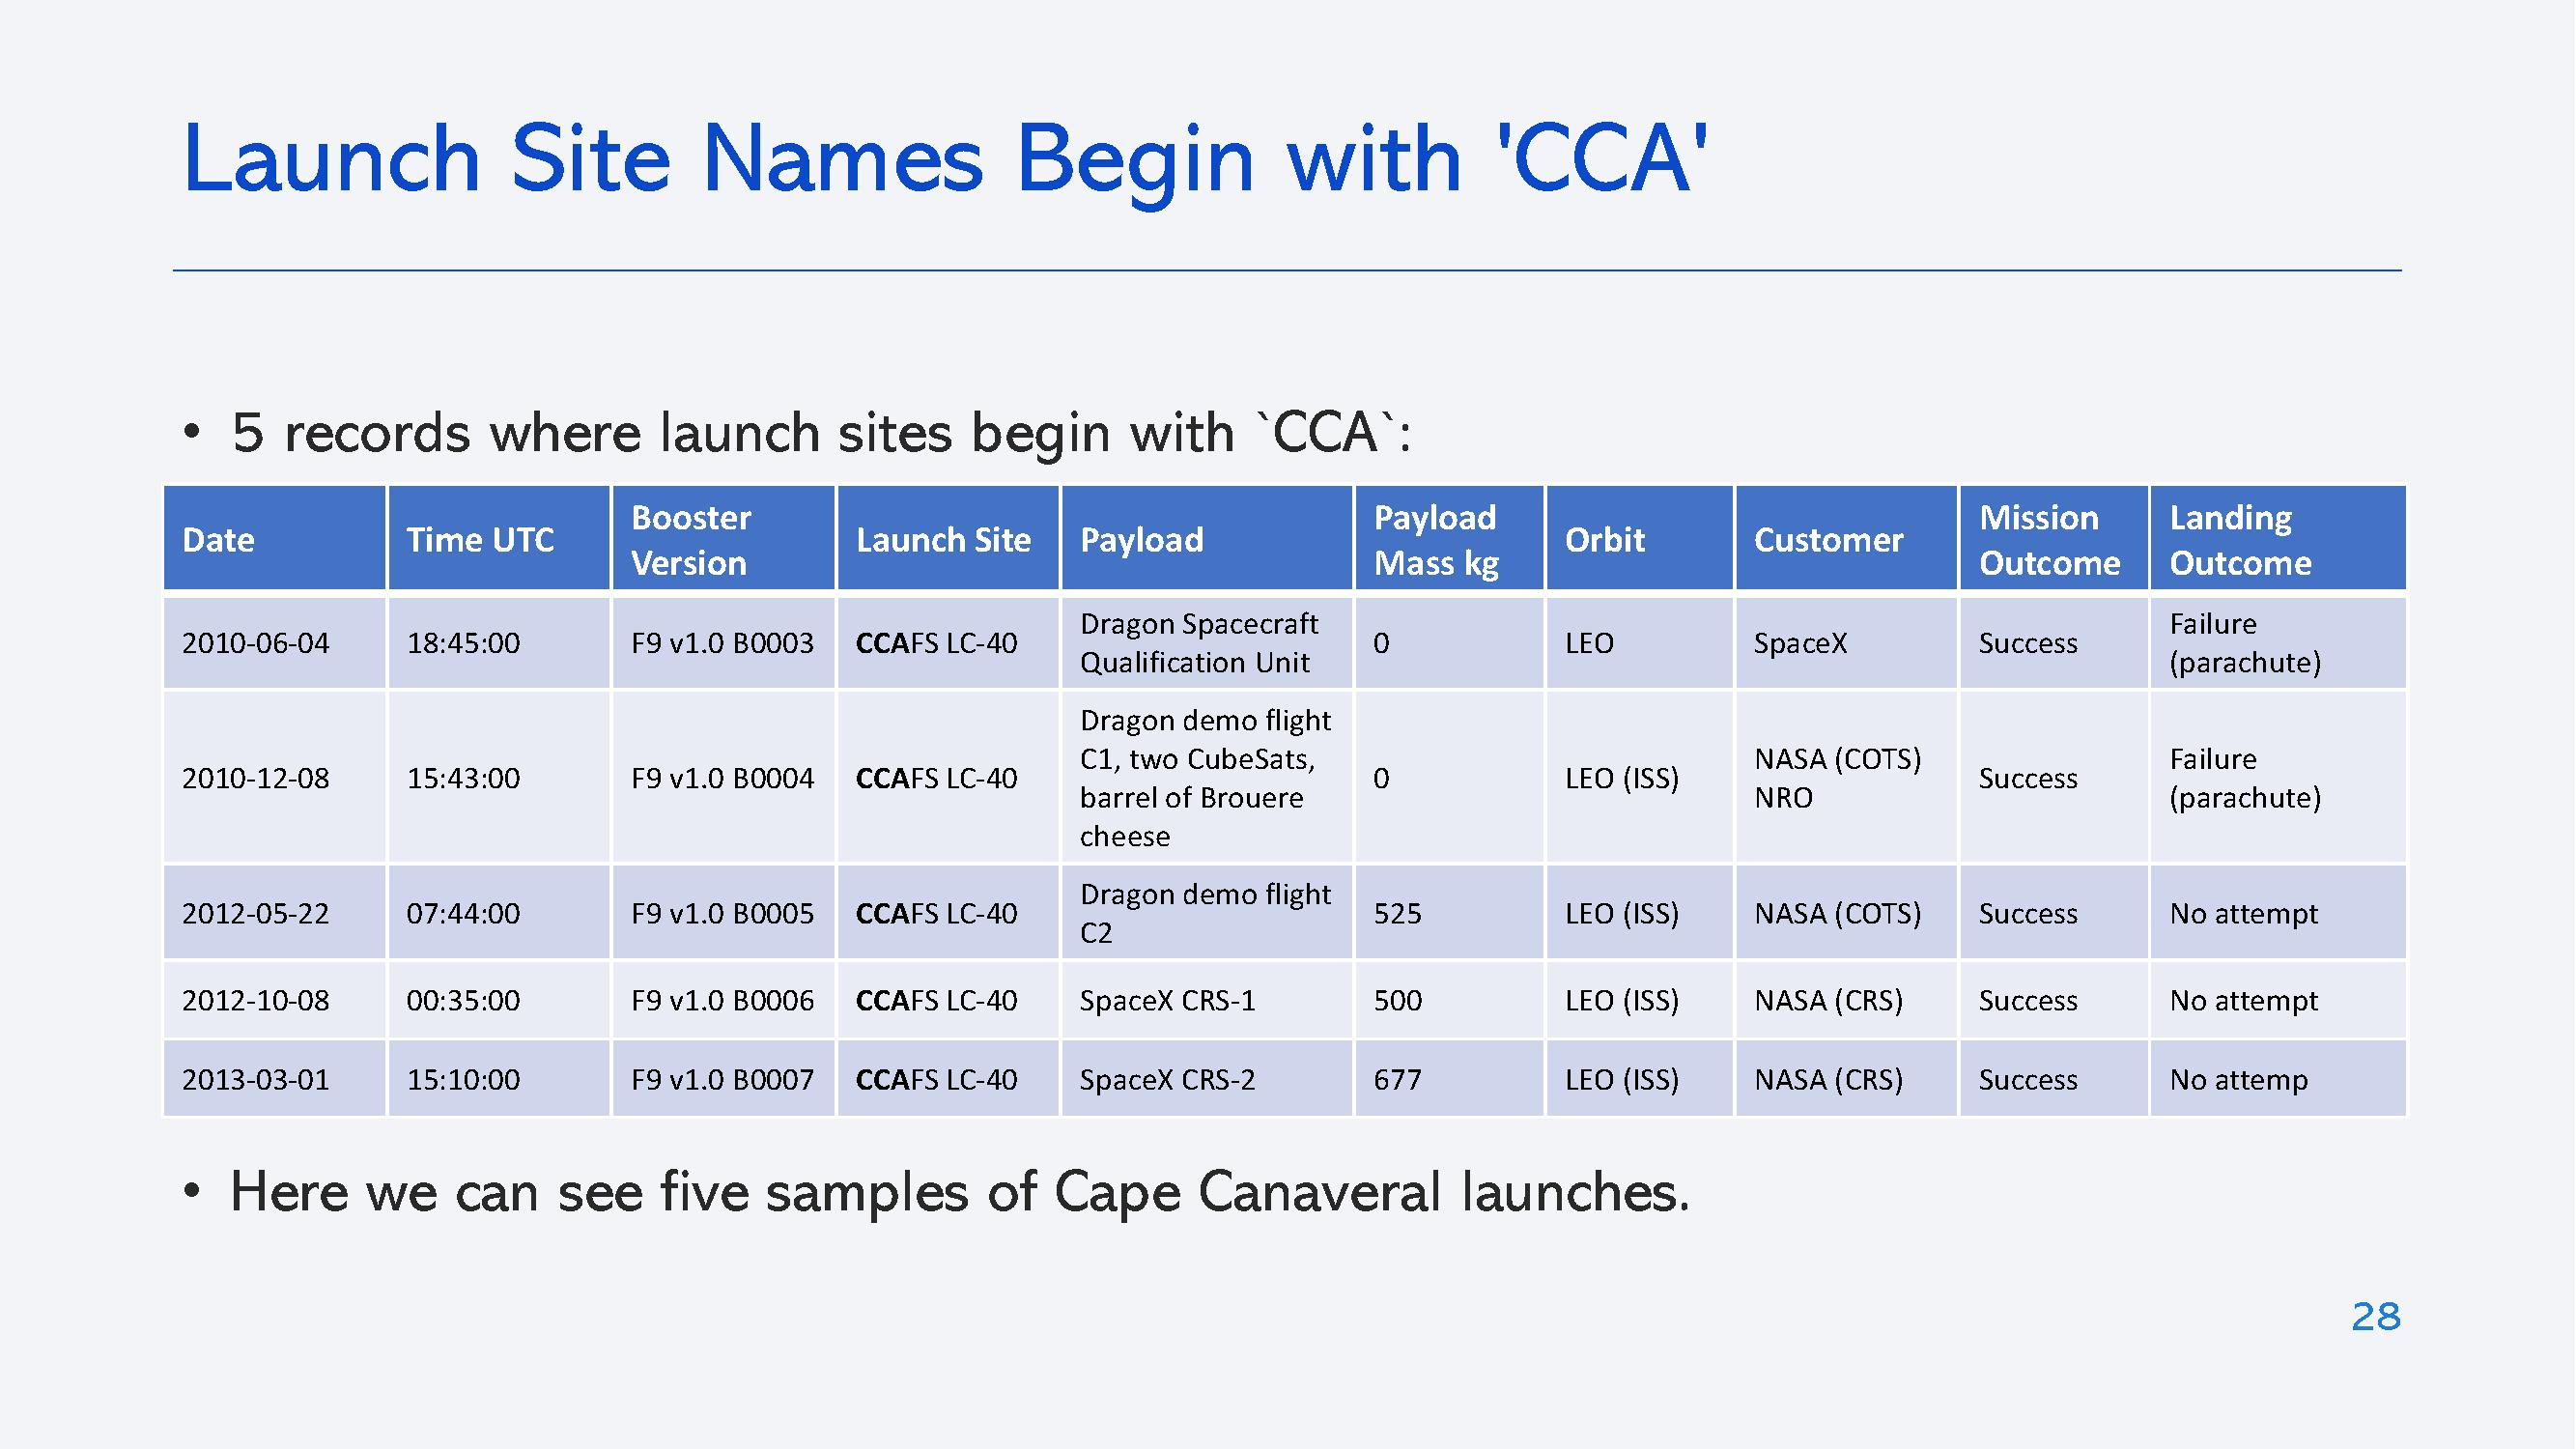 Launch Site Names Begin with 'CCA'
• 5 records where launch sites begin with `CCA`:
Date Time UTC Booster Version Launch Site Payload Payload Mass kg Orbit Customer Mission Outcome Landing Outcome
2010-06-04 18:45:00 F9 v1.0 B0003 CCAFS LC-40 Dragon Spacecraft Qualification Unit 0 LEO SpaceX Success Failure (parachute)
2010-12-08 15:43:00 F9 v1.0 B0004 CCAFS LC-40 Dragon demo flight C1, two CubeSats, barrel of Brouere cheese 0 LEO (ISS) NASA (COTS) NRO Success Failure (parachute)
2012-05-22 07:44:00 F9 v1.0 B0005 CCAFS LC-40 Dragon demo flight C2 525 LEO (ISS) NASA (COTS) Success No attempt
2012-10-08 00:35:00 F9 v1.0 B0006 CCAFS LC-40 SpaceX CRS-1 500 LEO (ISS) NASA (CRS) Success No attempt
2013-03-01 15:10:00 F9 v1.0 B0007 CCAFS LC-40 SpaceX CRS-2 677 LEO (ISS) NASA (CRS) Success No attemp
• Here we can see five samples of Cape Canaveral launches.
28